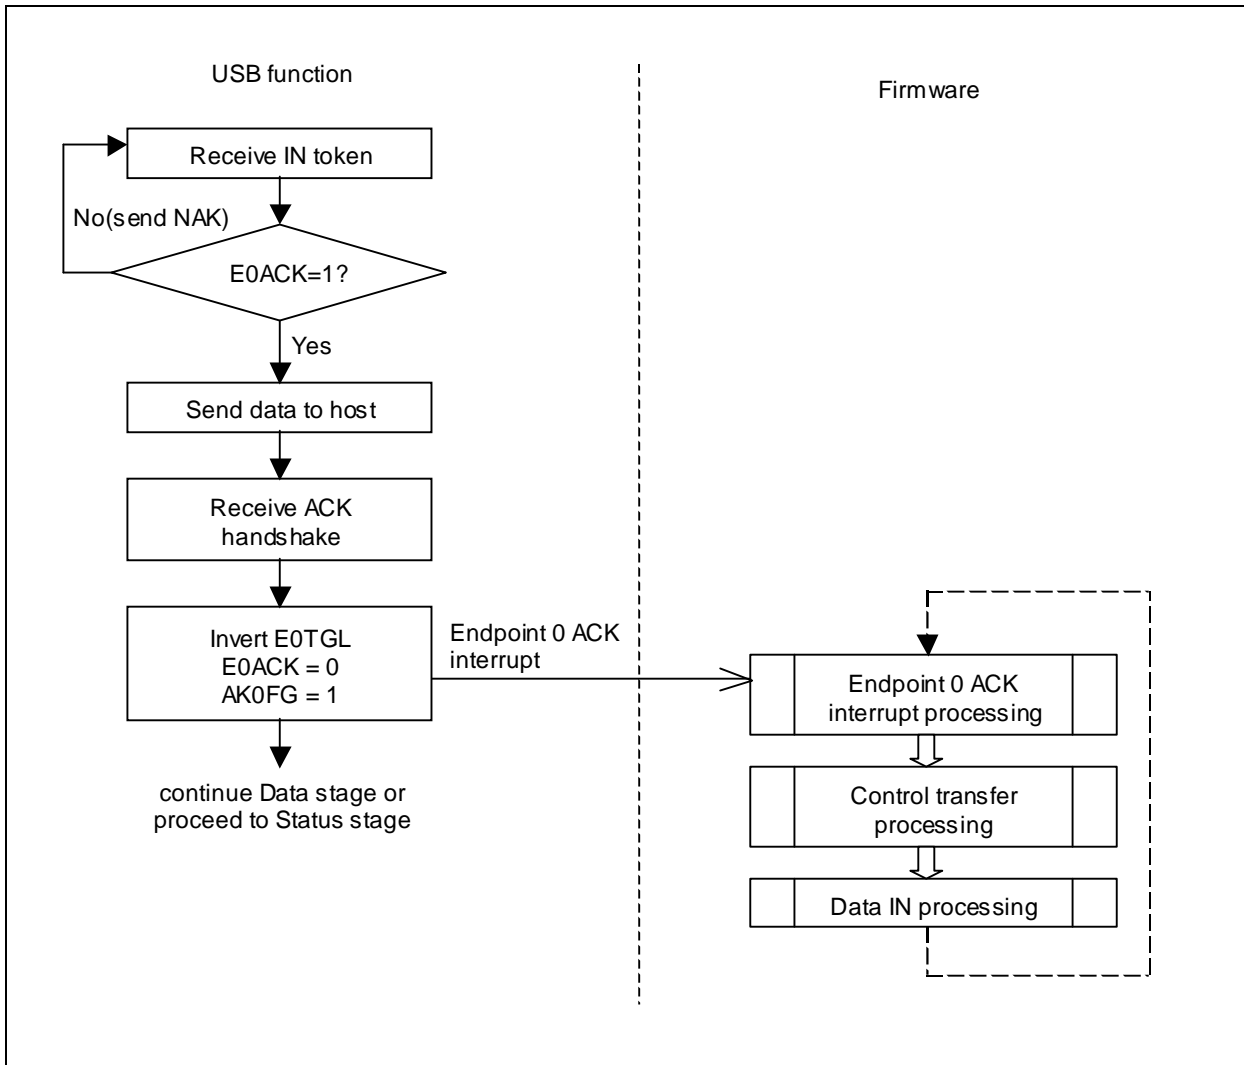 USB function
Firmware
Receive IN token
No(send NAK)
E0ACK=1?
Yes
Send data to host
Receive ACK
handshake
Invert E0TGL
E0ACK = 0
AK0FG = 1
Endpoint 0 ACK
interrupt
continue Data stage or
proceed to Status stage
Endpoint 0 ACK
interrupt processing
Control transfer
processing
Data IN processing